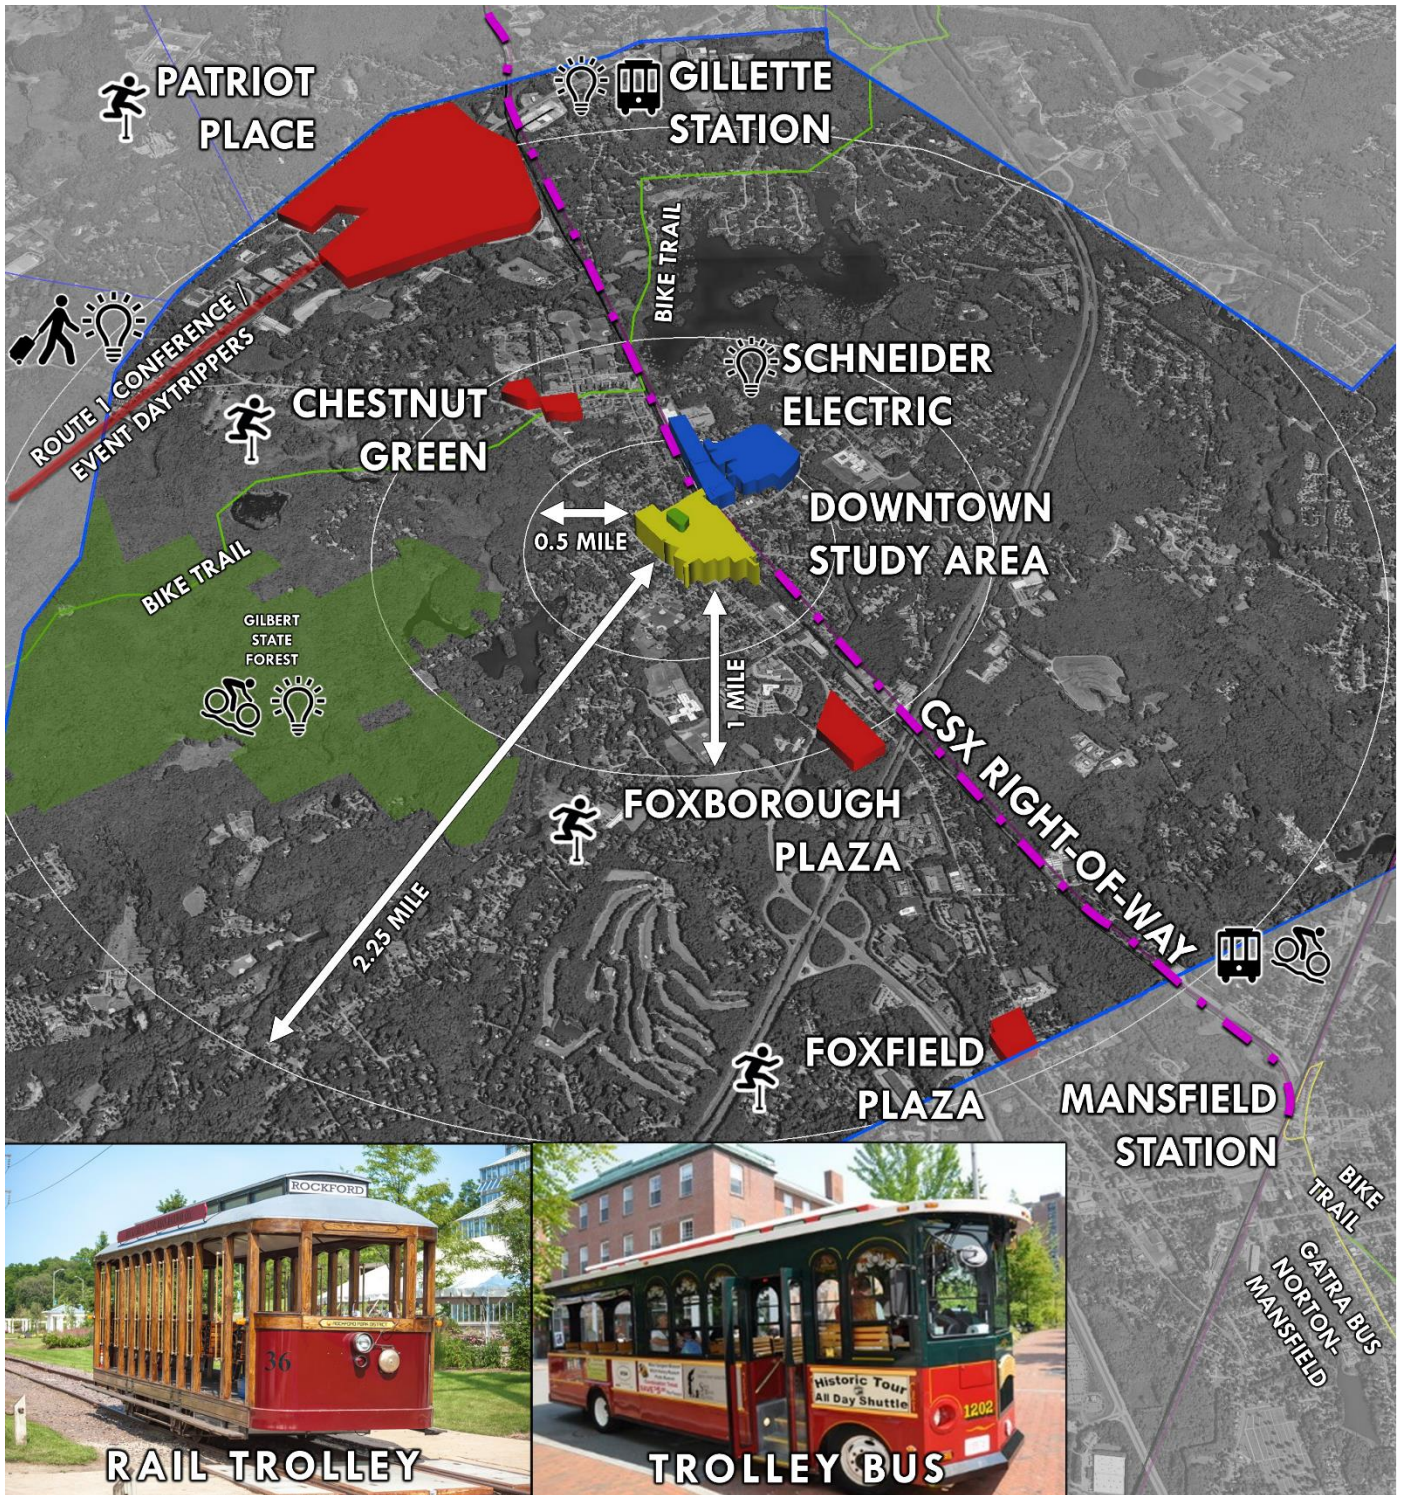 PATRIOT
PLACE
GILLETTE
STATION
BIKE TRAIL
ROUTE 1 CONFERENCE /
EVENT DAYTRIPPERS
CHESTNUT
GREEN
SCHNEIDER
ELECTRIC
0.5 MILE
DOWNTOWN
STUDY AREA
BIKE TRAIL
GILBERT
STATE
FOREST
1 MILE
2.25 MILE
CSX RIGHT-OF-WAY
FOXBOROUGH
PLAZA
FOXFIELD
PLAZA
MANSFIELD
STATION
BIKE
TRAIL
GATRA BUS
NORTON-
MANSFIELD
ROCKFORD
ROCKFORD PARK DISTRICT
36
RAIL TROLLEY
Historic Tour
All Day Shuttle
1202
TROLLEY BUS